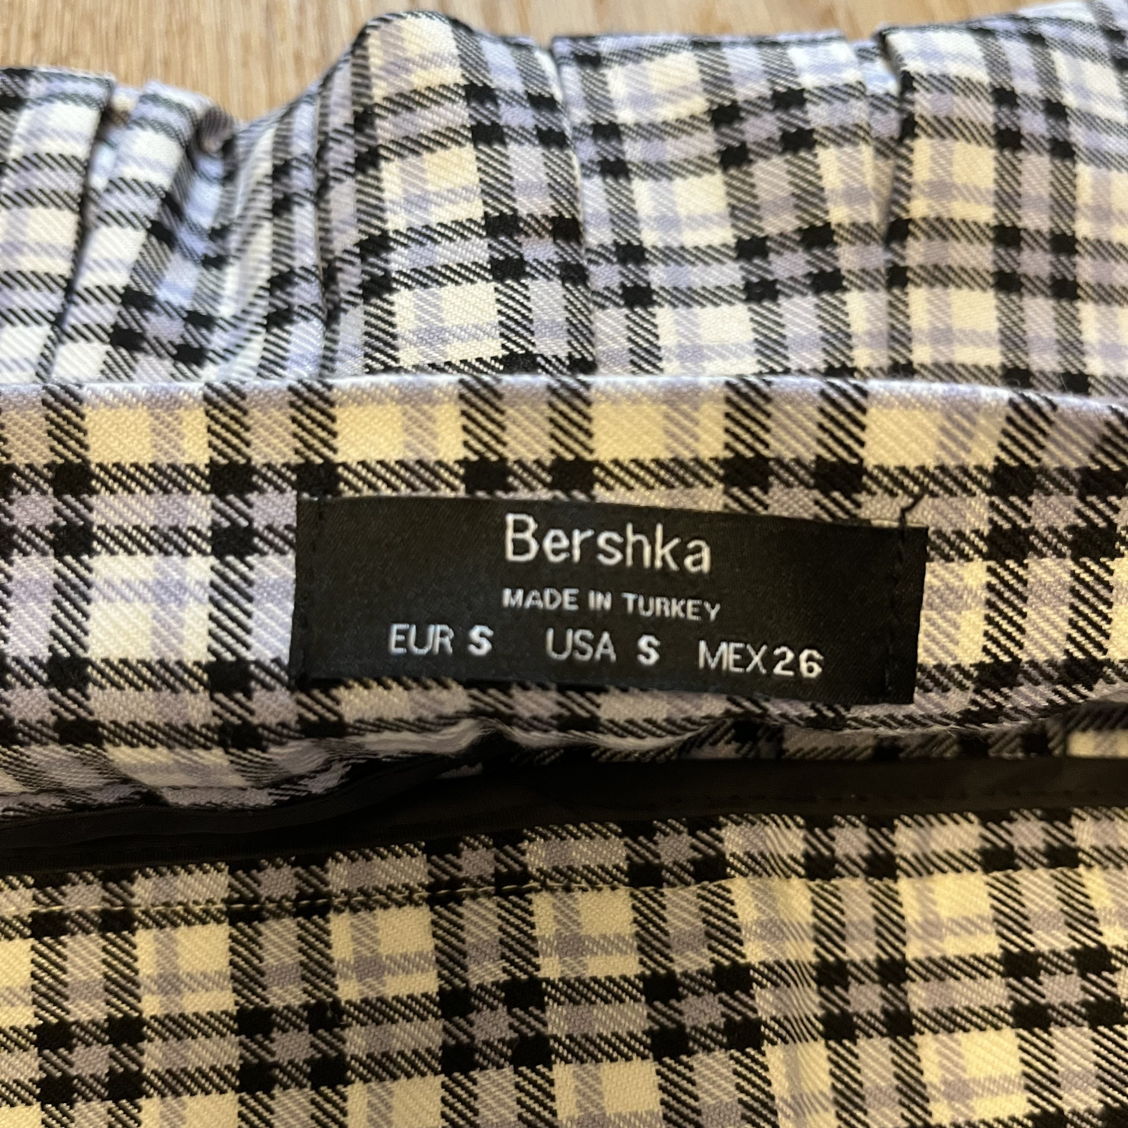 Bershka
MADE IN TURKEY
EUR S USA S MEX 26